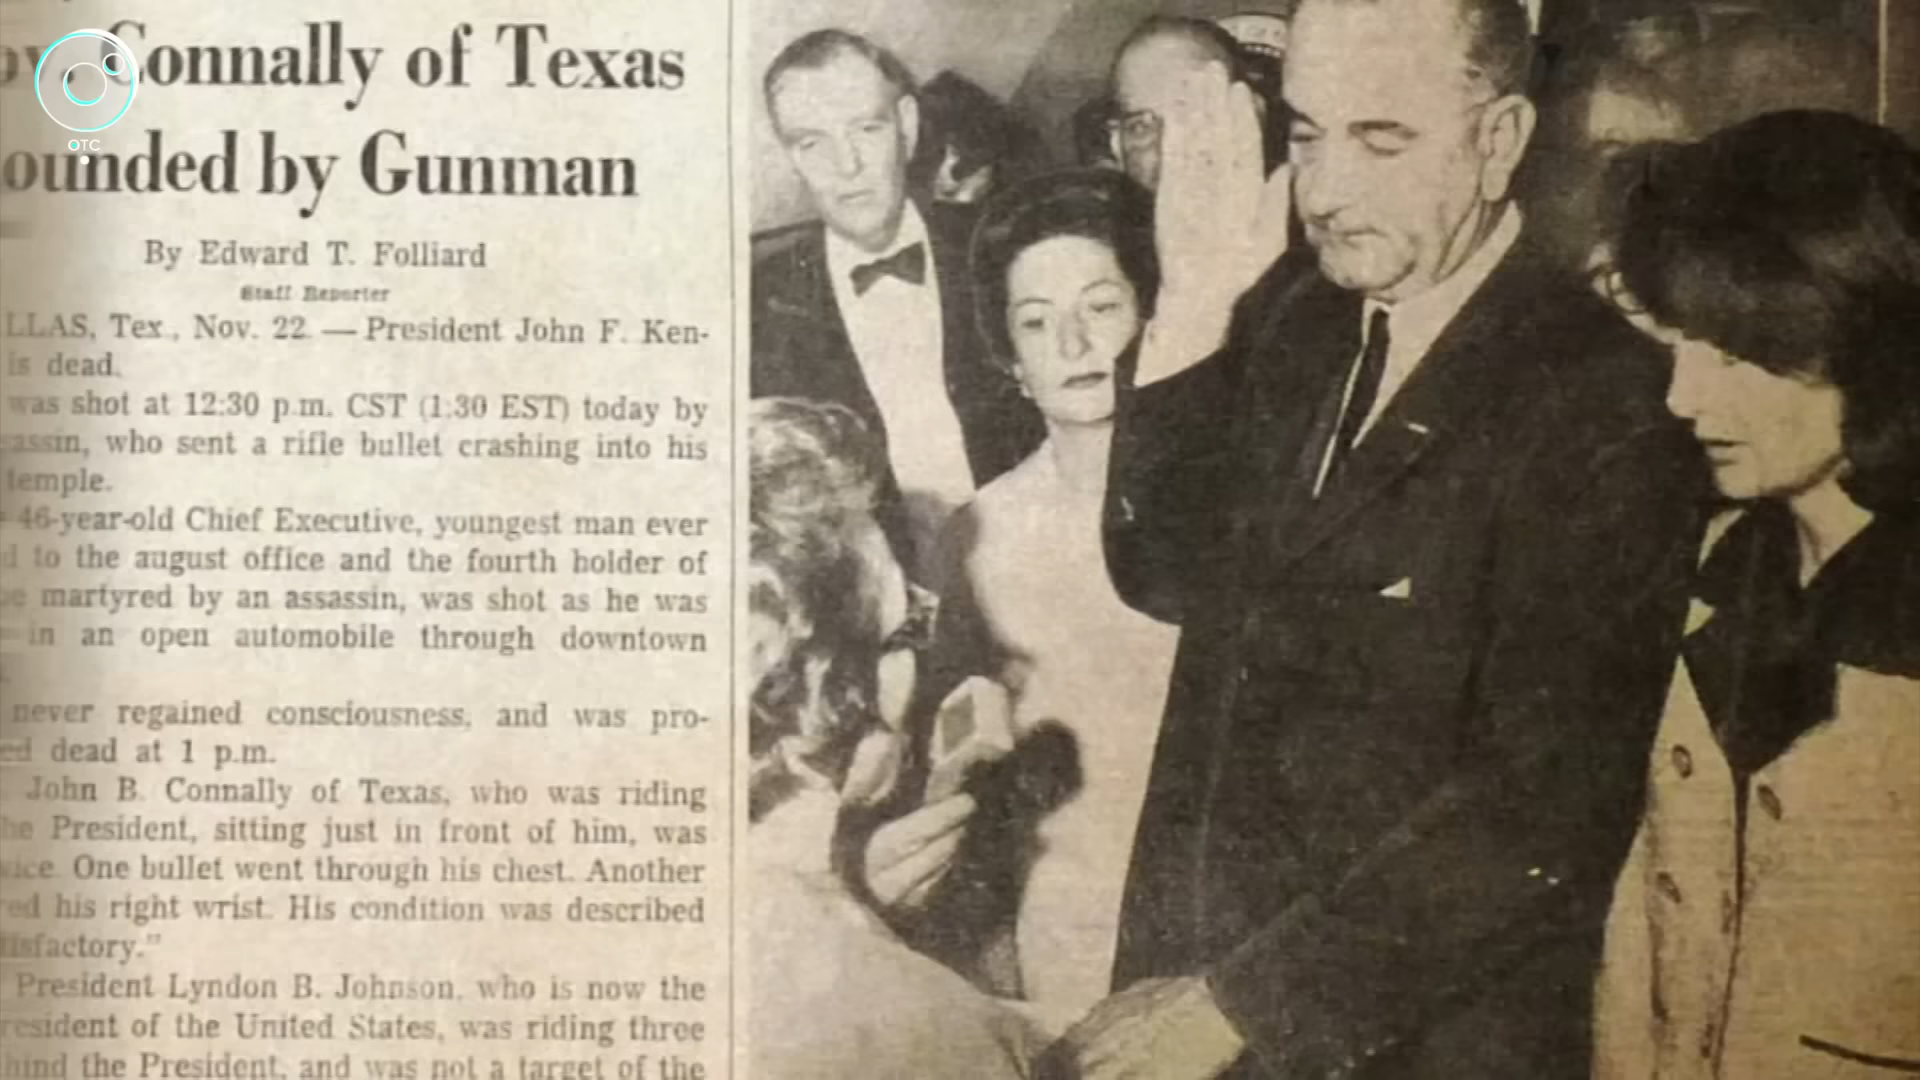 Connally of Texas
ounded by Gunman
OTC
By Edward T. Folliard
Staff Reporter
LLAS, Tex., Nov. 22 — President John F. Ken-
is dead.
was shot at 12:30 p.m. CST (1:30 EST) today by
assin, who sent a rifle bullet crashing into his
temple.
46-year-old Chief Executive, youngest man ever
d to the august office and the fourth holder of
be martyred by an assassin, was shot as he was
in an open automobile through downtown
never regained consciousness, and was pro-
ed dead at 1 p.m.
John B. Connally of Texas, who was riding
he President, sitting just in front of him, was
ice. One bullet went through his chest. Another
ed his right wrist. His condition was described
tisfactory."
President Lyndon B. Johnson, who is now the
resident of the United States, was riding three
hind the President, and was not a target of the